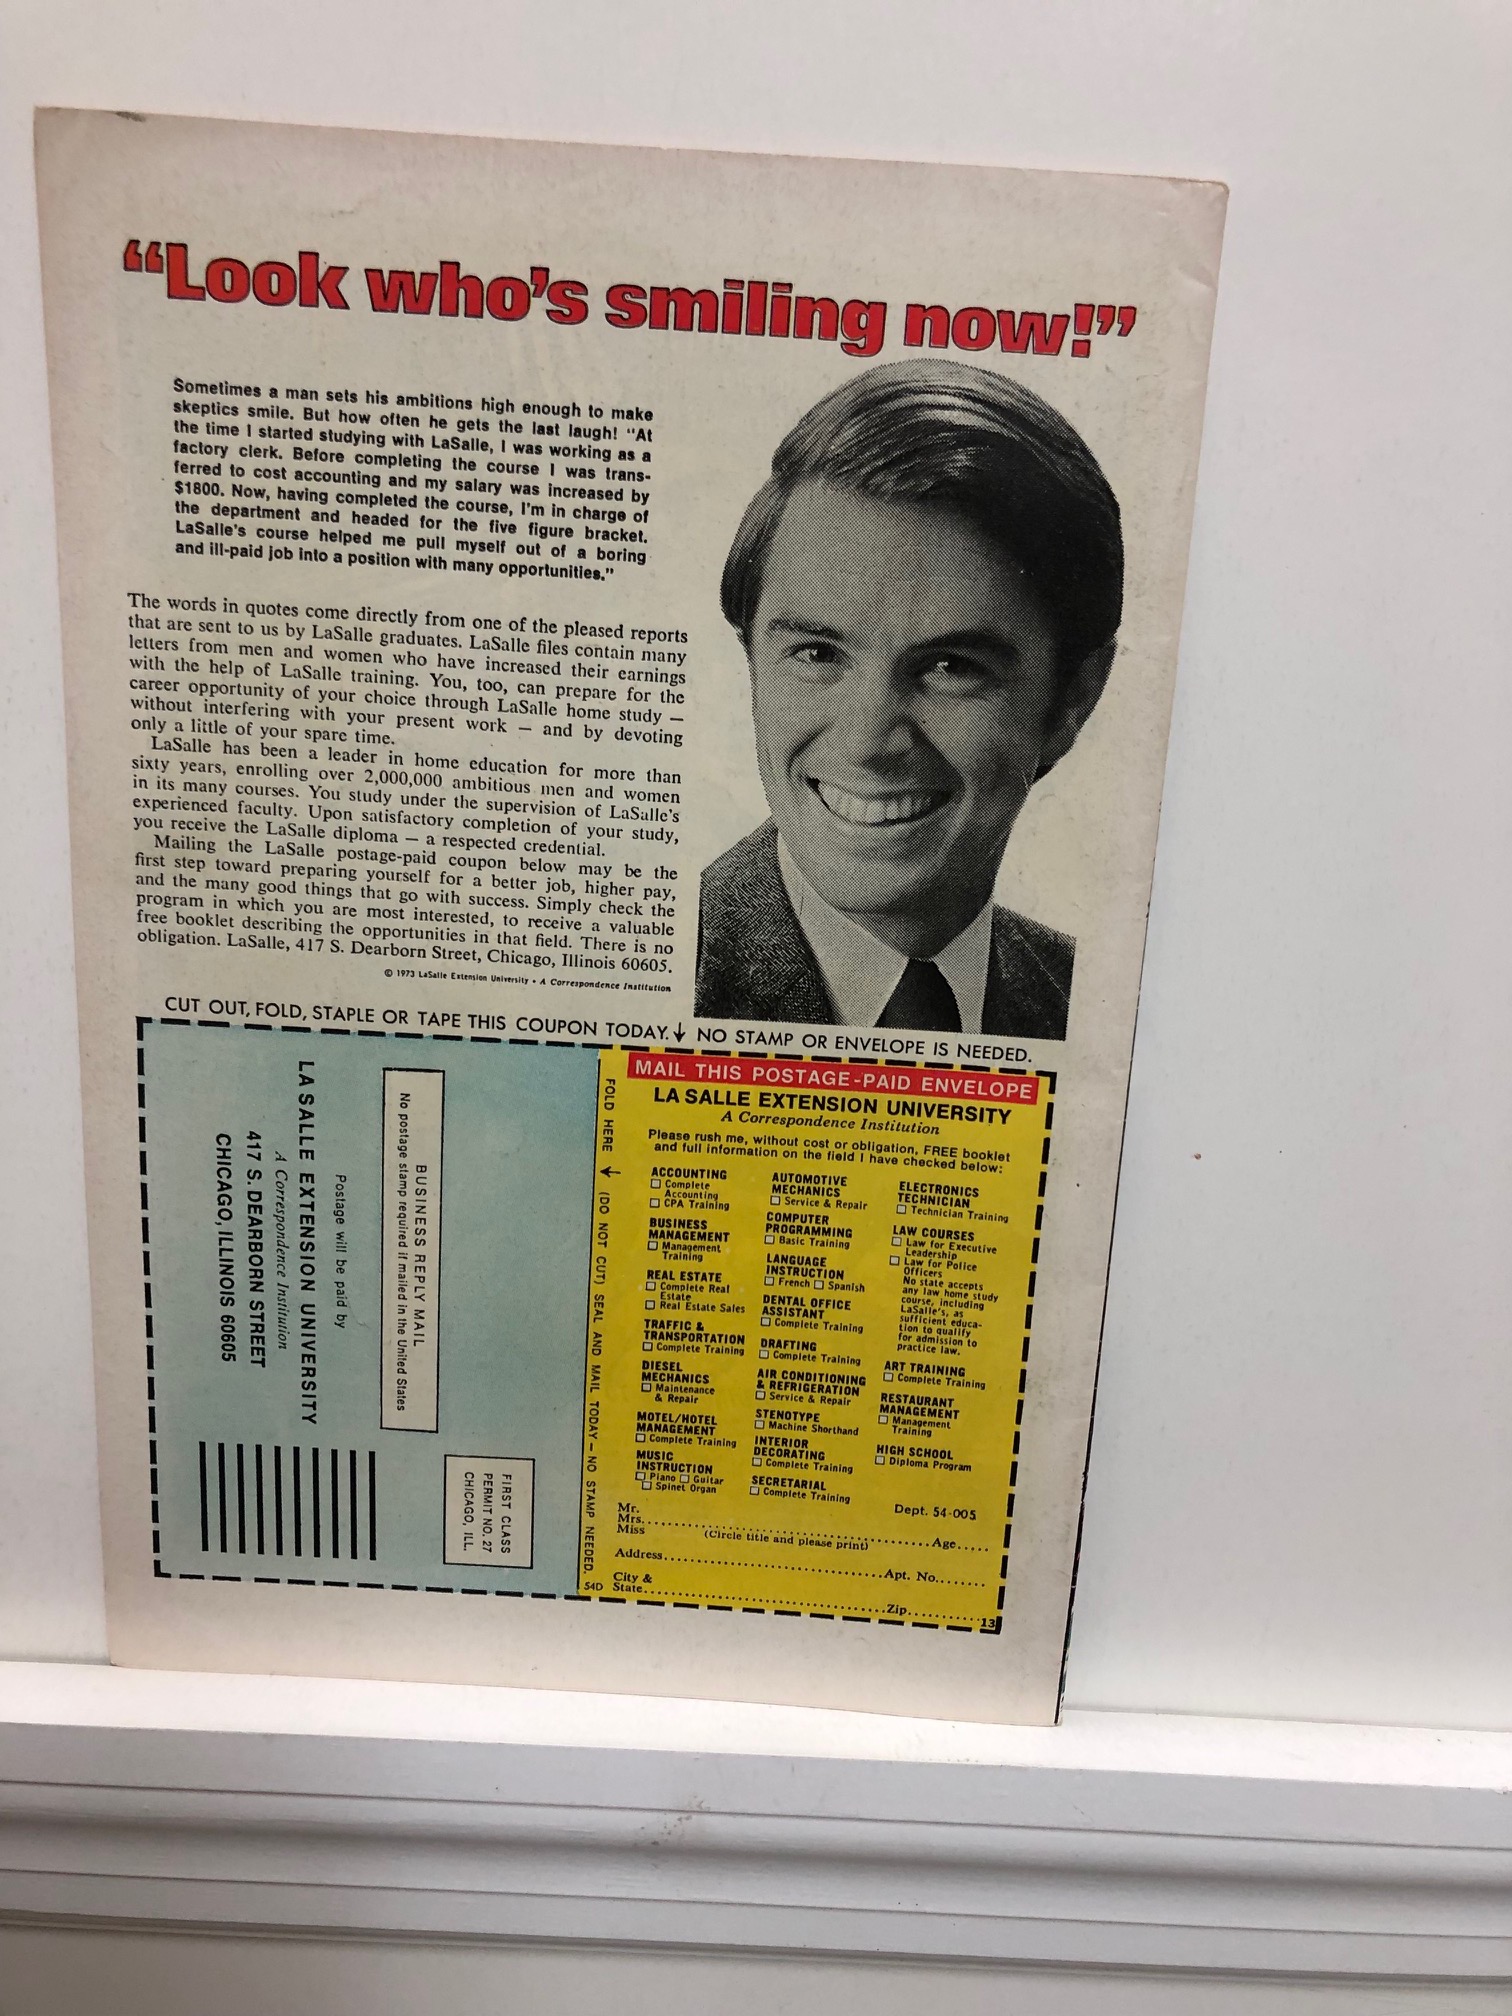 “Look who’s smiling now!”
Sometimes a man sets his ambitions high enough to make
skeptics smile. But how often he gets the last laugh! “At
the time I started studying with LaSalle, I was working as a
factory clerk. Before completing the course I was trans-
ferred to cost accounting and my salary was increased by
$1800. Now, having completed the course, I’m in charge of
the department and headed for the five figure bracket.
LaSalle’s course helped me pull myself out of a boring
and ill-paid job into a position with many opportunities.”
The words in quotes come directly from one of the pleased reports
that are sent to us by LaSalle graduates. LaSalle files contain many
letters from men and women who have increased their earnings
with the help of LaSalle training. You, too, can prepare for the
career opportunity of your choice through LaSalle home study —
without interfering with your present work — and by devoting
only a little of your spare time.
LaSalle has been a leader in home education for more than
sixty years, enrolling over 2,000,000 ambitious men and women
in its many courses. You study under the supervision of LaSalle’s
experienced faculty. Upon satisfactory completion of your study,
you receive the LaSalle diploma — a respected credential.
Mailing the LaSalle postage-paid coupon below may be the
first step toward preparing yourself for a better job, higher pay,
and the many good things that go with success. Simply check the
program in which you are most interested, to receive a valuable
free booklet describing the opportunities in that field. There is no
obligation. LaSalle, 417 S. Dearborn Street, Chicago, Illinois 60605.
© 1973 LaSalle Extension University • A Correspondence Institution
CUT OUT, FOLD, STAPLE OR TAPE THIS COUPON TODAY. ↓ NO STAMP OR ENVELOPE IS NEEDED.
FIRST CLASS
PERMIT NO. 27
CHICAGO, ILL.
BUSINESS REPLY MAIL
No postage stamp required if mailed in the United States
Postage will be paid by
LA SALLE EXTENSION UNIVERSITY
A Correspondence Institution
417 S. DEARBORN STREET
CHICAGO, ILLINOIS 60605
FOLD HERE → (DO NOT CUT) SEAL AND MAIL TODAY — NO STAMP NEEDED.
54D
MAIL THIS POSTAGE-PAID ENVELOPE
LA SALLE EXTENSION UNIVERSITY
A Correspondence Institution
Please rush me, without cost or obligation, FREE booklet
and full information on the field I have checked below:
ACCOUNTING
☐ Complete
Accounting
☐ CPA Training
BUSINESS
MANAGEMENT
☐ Management
Training
REAL ESTATE
☐ Complete Real
Estate
☐ Real Estate Sales
TRAFFIC &
TRANSPORTATION
☐ Complete Training
DIESEL
MECHANICS
☐ Maintenance
& Repair
MOTEL/HOTEL
MANAGEMENT
☐ Complete Training
MUSIC
INSTRUCTION
☐ Piano ☐ Guitar
☐ Spinet Organ
AUTOMOTIVE
MECHANICS
☐ Service & Repair
COMPUTER
PROGRAMMING
☐ Basic Training
LANGUAGE
INSTRUCTION
☐ French ☐ Spanish
DENTAL OFFICE
ASSISTANT
☐ Complete Training
DRAFTING
☐ Complete Training
AIR CONDITIONING
& REFRIGERATION
☐ Service & Repair
STENOTYPE
☐ Machine Shorthand
INTERIOR
DECORATING
☐ Complete Training
SECRETARIAL
☐ Complete Training
ELECTRONICS
TECHNICIAN
☐ Technician Training
LAW COURSES
☐ Law for Executive
Leadership
☐ Law for Police
Officers
No state accepts
any law home study
course, including
LaSalle’s, as
sufficient educa-
tion to qualify
for admission to
practice law.
ART TRAINING
☐ Complete Training
RESTAURANT
MANAGEMENT
☐ Management
Training
HIGH SCHOOL
☐ Diploma Program
Dept. 54-005
Mr.
Mrs.
Miss (Circle title and please print) Age
Address Apt. No.
City &
State Zip
13